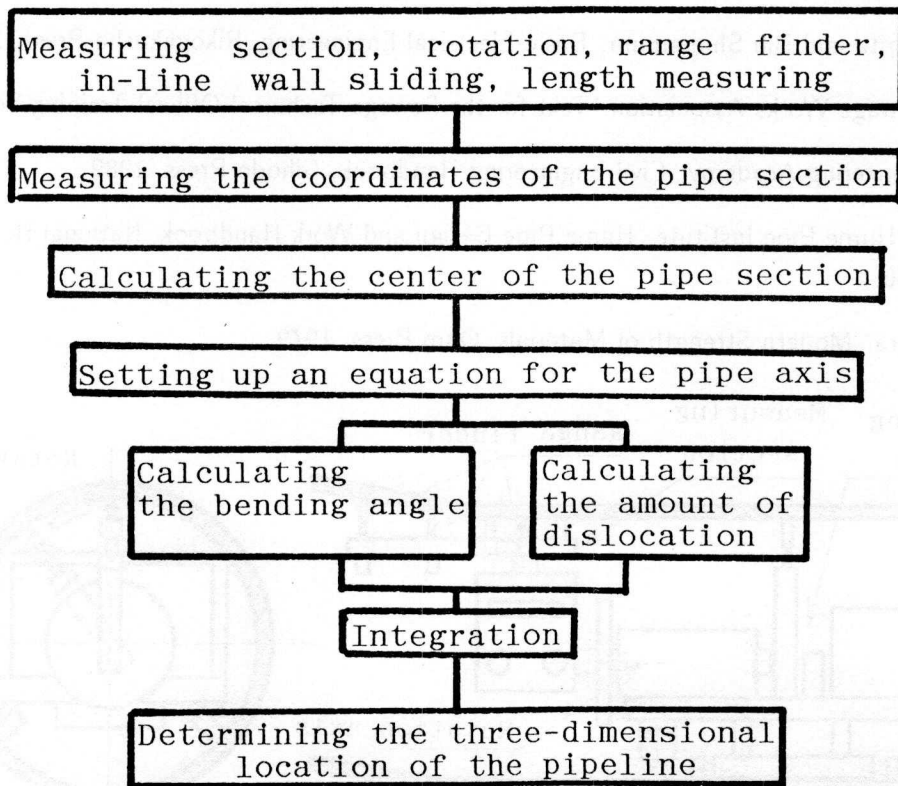 Measuring section, rotation, range finder,
in-line wall sliding, length measuring
Measuring the coordinates of the pipe section
Calculating the center of the pipe section
Setting up an equation for the pipe axis
Calculating
the bending angle
Calculating
the amount of
dislocation
Integration
Determining the three-dimensional
location of the pipeline